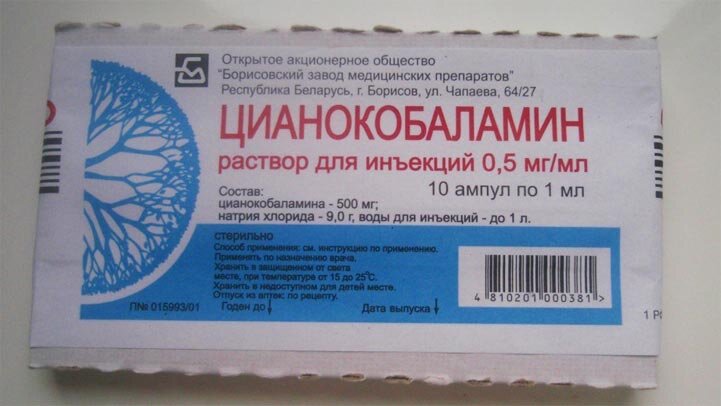 Открытое акционерное общество
"Борисовский завод медицинских препаратов"
Республика Беларусь, г. Борисов, ул. Чапаева, 64/27
ЦИАНОКОБАЛАМИН
раствор для инъекций 0,5 мг/мл
10 ампул по 1 мл
Состав:
цианокобаламина - 500 мг;
натрия хлорида - 9,0 г, воды для инъекций - до 1 л.
стерильно
Способ применения: см. инструкцию по применению.
Применять по назначению врача.
Хранить в защищенном от света
месте, при температуре от 15 до 25°С.
Хранить в недоступном для детей месте.
Отпуск из аптек: по рецепту.
П№ 015993/01
Годен до
Дата выпуска
4 810201 000381 >
1 РО